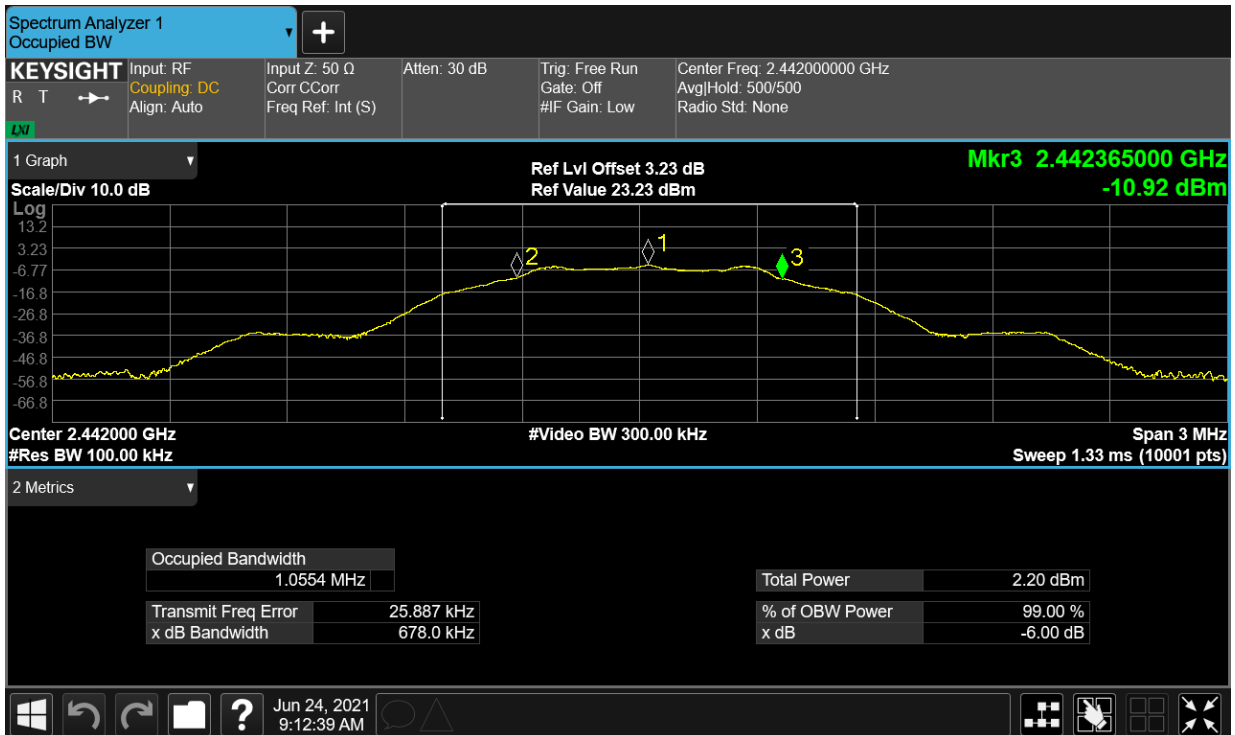 Spectrum Analyzer 1
Occupied BW
▼
+
KEYSIGHT
R T
LXI
Input: RF
Coupling: DC
Align: Auto
Input Z: 50 Ω
Corr CCorr
Freq Ref: Int (S)
Atten: 30 dB
Trig: Free Run
Gate: Off
#IF Gain: Low
Center Freq: 2.442000000 GHz
Avg|Hold: 500/500
Radio Std: None
1 Graph ▼
Scale/Div 10.0 dB
Ref Lvl Offset 3.23 dB
Ref Value 23.23 dBm
Mkr3 2.442365000 GHz
-10.92 dBm
Log
13.2
3.23
-6.77
-16.8
-26.8
-36.8
-46.8
-56.8
-66.8
2
1
3
Center 2.442000 GHz
#Video BW 300.00 kHz
Span 3 MHz
#Res BW 100.00 kHz
Sweep 1.33 ms (10001 pts)
2 Metrics ▼
Occupied Bandwidth
1.0554 MHz
Transmit Freq Error 25.887 kHz
x dB Bandwidth 678.0 kHz
Total Power 2.20 dBm
% of OBW Power 99.00 %
x dB -6.00 dB
?
Jun 24, 2021
9:12:39 AM